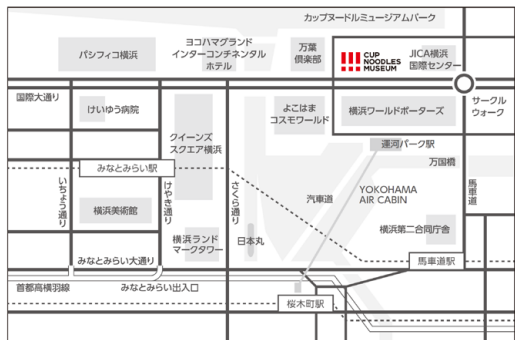 カップヌードルミュージアムパーク
パシフィコ横浜
ヨコハマグランド
インターコンチネンタル
ホテル
万葉
倶楽部
CUP
NOODLES
MUSEUM
JICA横浜
国際センター
国際大通り
けいゆう病院
クイーンズ
スクエア横浜
よこはま
コスモワールド
横浜ワールドポーターズ
サークル
ウォーク
運河パーク駅
万国橋
みなとみらい駅
いちょう通り
けやき通り
さくら通り
汽車道
YOKOHAMA
AIR CABIN
馬車道
横浜美術館
横浜ランド
マークタワー
日本丸
横浜第二合同庁舎
みなとみらい大通り
馬車道駅
首都高横羽線
みなとみらい出入口
桜木町駅